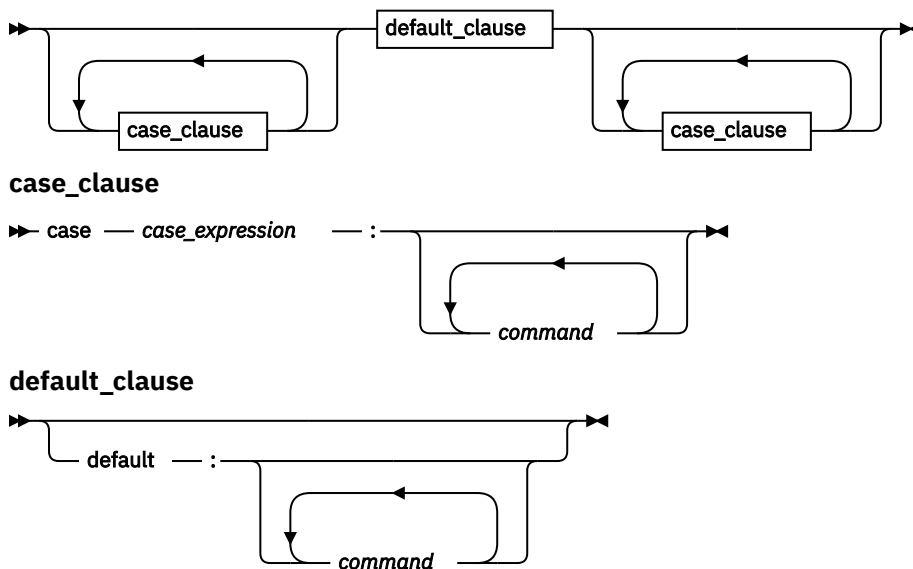 default_clause
case_clause case_clause
case_clause
case case_expression :
command
default_clause
default :
command